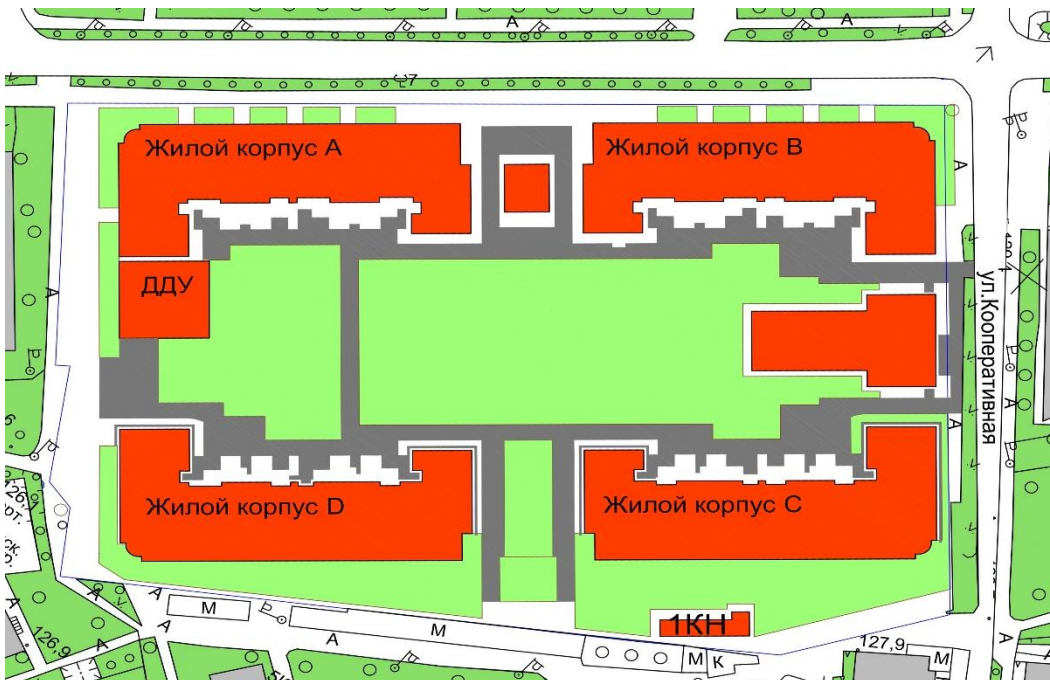 А
А
Жилой корпус А
Жилой корпус В
А
А
ДДУ
ул.Кооперативная
А
А
Жилой корпус D
Жилой корпус С
А
А
А
М
М
А
А
1КН
126,9
127,9
М
К
М
А